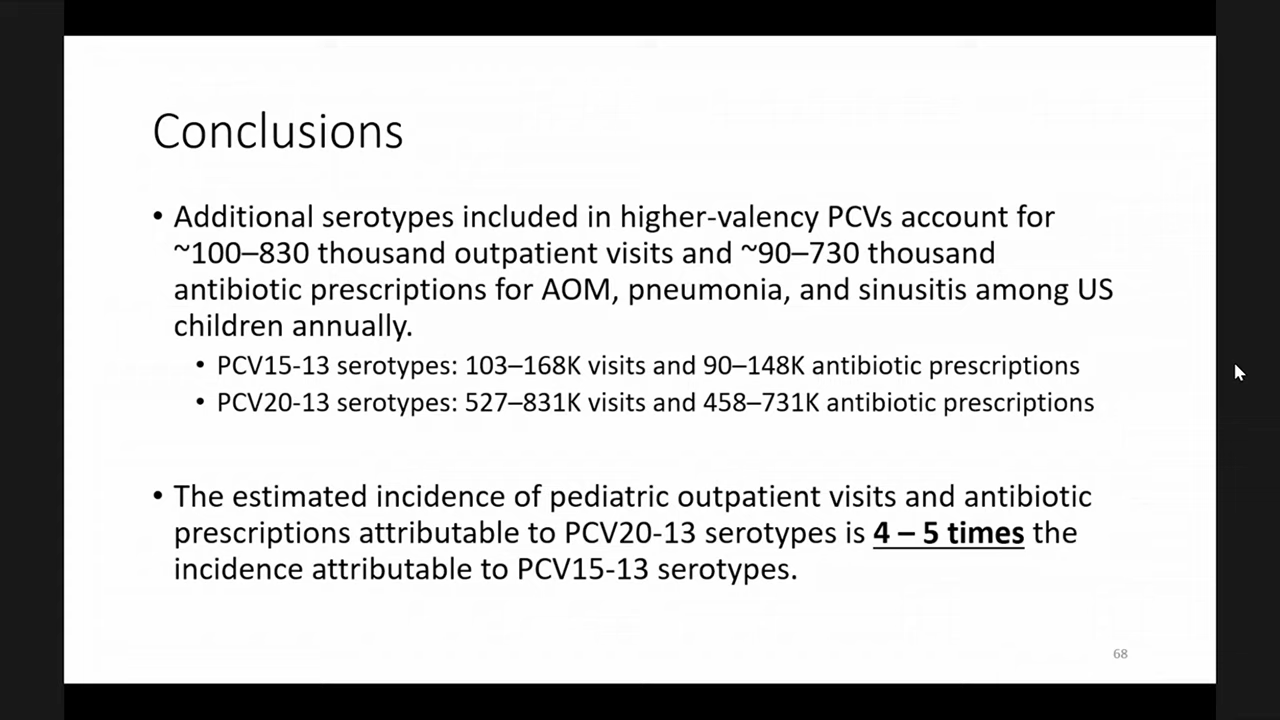 Conclusions
• Additional serotypes included in higher-valency PCVs account for
~100–830 thousand outpatient visits and ~90–730 thousand
antibiotic prescriptions for AOM, pneumonia, and sinusitis among US
children annually.
• PCV15-13 serotypes: 103–168K visits and 90–148K antibiotic prescriptions
• PCV20-13 serotypes: 527–831K visits and 458–731K antibiotic prescriptions
• The estimated incidence of pediatric outpatient visits and antibiotic
prescriptions attributable to PCV20-13 serotypes is 4 – 5 times the
incidence attributable to PCV15-13 serotypes.
68